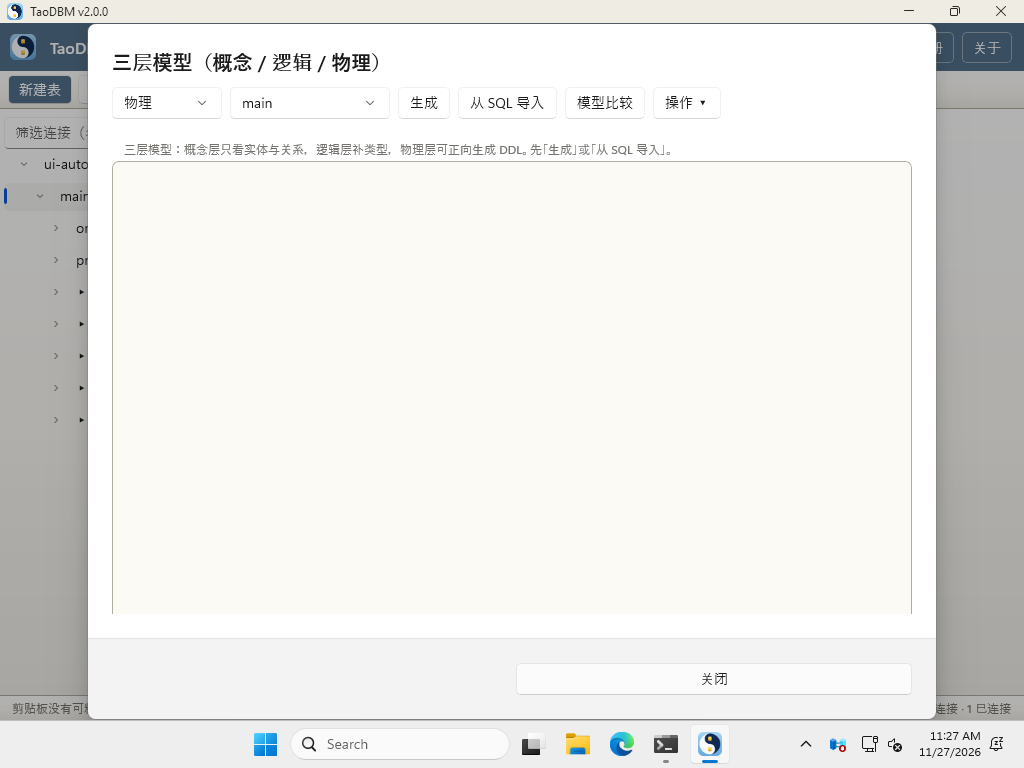 TaoDBM v2.0.0
TaoD
册
关于
新建表
筛选连接
ui-auto
main
三层模型（概念 / 逻辑 / 物理）
物理
main
生成
从 SQL 导入
模型比较
操作 ▾
三层模型：概念层只看实体与关系，逻辑层补类型，物理层可正向生成 DDL。先「生成」或「从 SQL 导入」。
关闭
剪贴板没有可
连接 · 1 已连接
Search
11:27 AM
11/27/2026